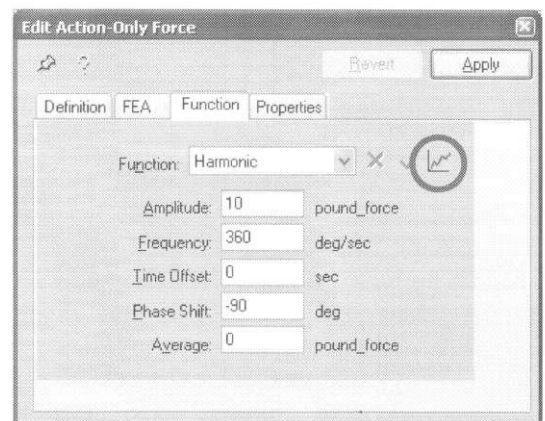 Edit Action-Only Force
Revert Apply
Definition FEA Function Properties
Function: Harmonic
Amplitude: 10 pound_force
Frequency: 360 deg/sec
Time Offset: 0 sec
Phase Shift: -90 deg
Average: 0 pound_force